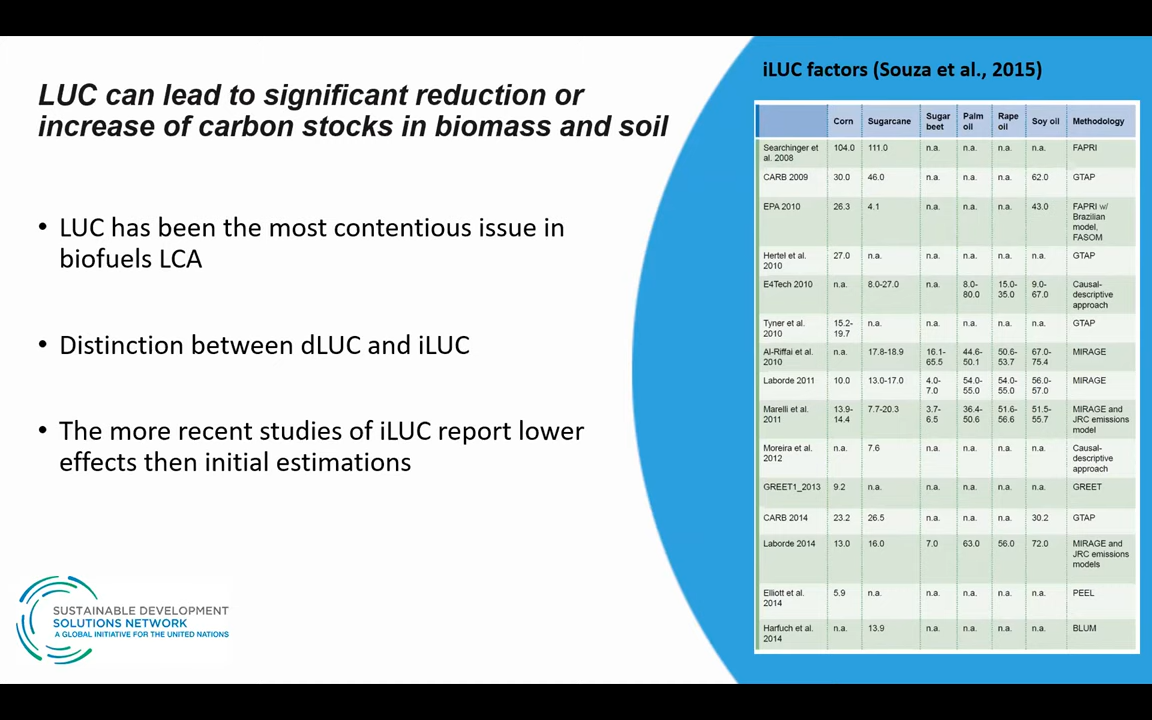 LUC can lead to significant reduction or
increase of carbon stocks in biomass and soil
• LUC has been the most contentious issue in
biofuels LCA
• Distinction between dLUC and iLUC
• The more recent studies of iLUC report lower
effects then initial estimations
SUSTAINABLE DEVELOPMENT
SOLUTIONS NETWORK
A GLOBAL INITIATIVE FOR THE UNITED NATIONS
iLUC factors (Souza et al., 2015)
Corn Sugarcane Sugar beet Palm oil Rape oil Soy oil Methodology
Searchinger et al. 2008 104.0 111.0 n.a. n.a. n.a. n.a. FAPRI
CARB 2009 30.0 46.0 n.a. n.a. n.a. 62.0 GTAP
EPA 2010 26.3 4.1 n.a. n.a. n.a. 43.0 FAPRI w/ Brazilian model, FASOM
Hertel et al. 2010 27.0 n.a. n.a. n.a. n.a. n.a. GTAP
E4Tech 2010 n.a. 8.0-27.0 n.a. 8.0-80.0 15.0-35.0 9.0-67.0 Causal-descriptive approach
Tyner et al. 2010 15.2-19.7 n.a. n.a. n.a. n.a. n.a. GTAP
Al-Riffai et al. 2010 n.a. 17.8-18.9 16.1-65.5 44.6-50.1 50.6-53.7 67.0-75.4 MIRAGE
Laborde 2011 10.0 13.0-17.0 4.0-7.0 54.0-55.0 54.0-55.0 56.0-57.0 MIRAGE
Marelli et al. 2011 13.9-14.4 7.7-20.3 3.7-6.5 36.4-50.6 51.6-56.6 51.5-55.7 MIRAGE and JRC emissions model
Moreira et al. 2012 n.a. 7.6 n.a. n.a. n.a. n.a. Causal-descriptive approach
GREET1_2013 9.2 n.a. n.a. n.a. n.a. n.a. GREET
CARB 2014 23.2 26.5 n.a. n.a. n.a. 30.2 GTAP
Laborde 2014 13.0 16.0 7.0 63.0 56.0 72.0 MIRAGE and JRC emissions models
Elliott et al. 2014 5.9 n.a. n.a. n.a. n.a. n.a. PEEL
Harfuch et al. 2014 n.a. 13.9 n.a. n.a. n.a. n.a. BLUM